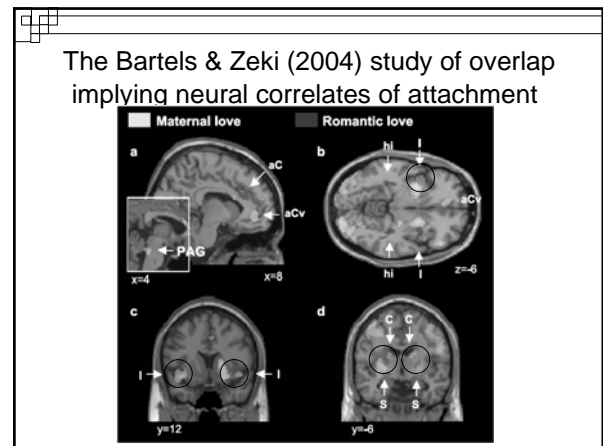 The Bartels & Zeki (2004) study of overlap
implying neural correlates of attachment
Maternal love Romantic love
a
aC
aCv
PAG
x=4
x=8
b
hi I
aCv
hi I
z=-6
c
I I
y=12
d
C C
S S
y=-6